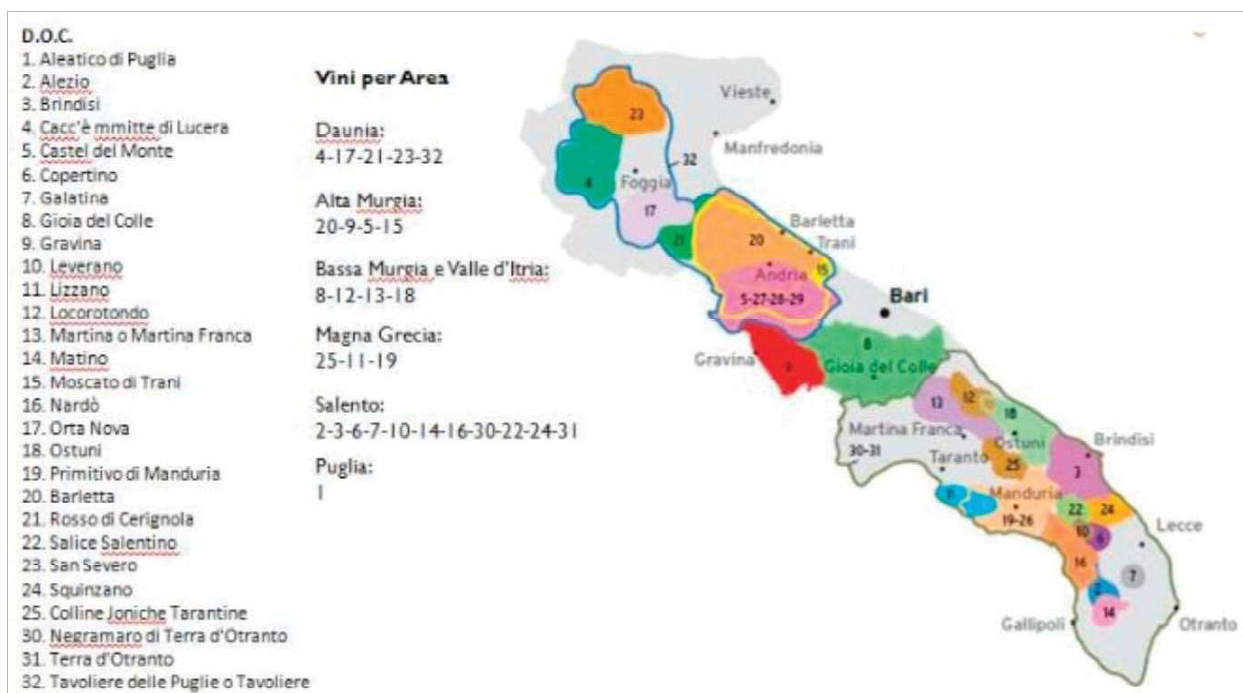 D.O.C.
1. Aleatico di Puglia
2. Alezio
3. Brindisi
4. Cacc'è mmitte di Lucera
5. Castel del Monte
6. Copertino
7. Galatina
8. Gioia del Colle
9. Gravina
10. Leverano
11. Lizzano
12. Locorotondo
13. Martina o Martina Franca
14. Matino
15. Moscato di Trani
16. Nardò
17. Orta Nova
18. Ostuni
19. Primitivo di Manduria
20. Barletta
21. Rosso di Cerignola
22. Salice Salentino
23. San Severo
24. Squinzano
25. Colline Joniche Tarantine
30. Negramaro di Terra d'Otranto
31. Terra d'Otranto
32. Tavoliere delle Puglie o Tavoliere
Vini per Area
Daunia:
4-17-21-23-32
Alta Murgia:
20-9-5-15
Bassa Murgia e Valle d'Itria:
8-12-13-18
Magna Grecia:
25-11-19
Salento:
2-3-6-7-10-14-16-30-22-24-31
Puglia:
1
Vieste
23
Manfredonia
32
4
Foggia
17
Barletta
21
20
Trani
15
Andria
5-27-28-29
Bari
8
Gravina
9
Gioia del Colle
13
12
18
Martina Franca
Ostuni
Brindisi
30-31
Taranto
25
3
11
Manduria
22
24
19-26
10
6
Lecce
16
7
2
14
Gallipoli
Otranto